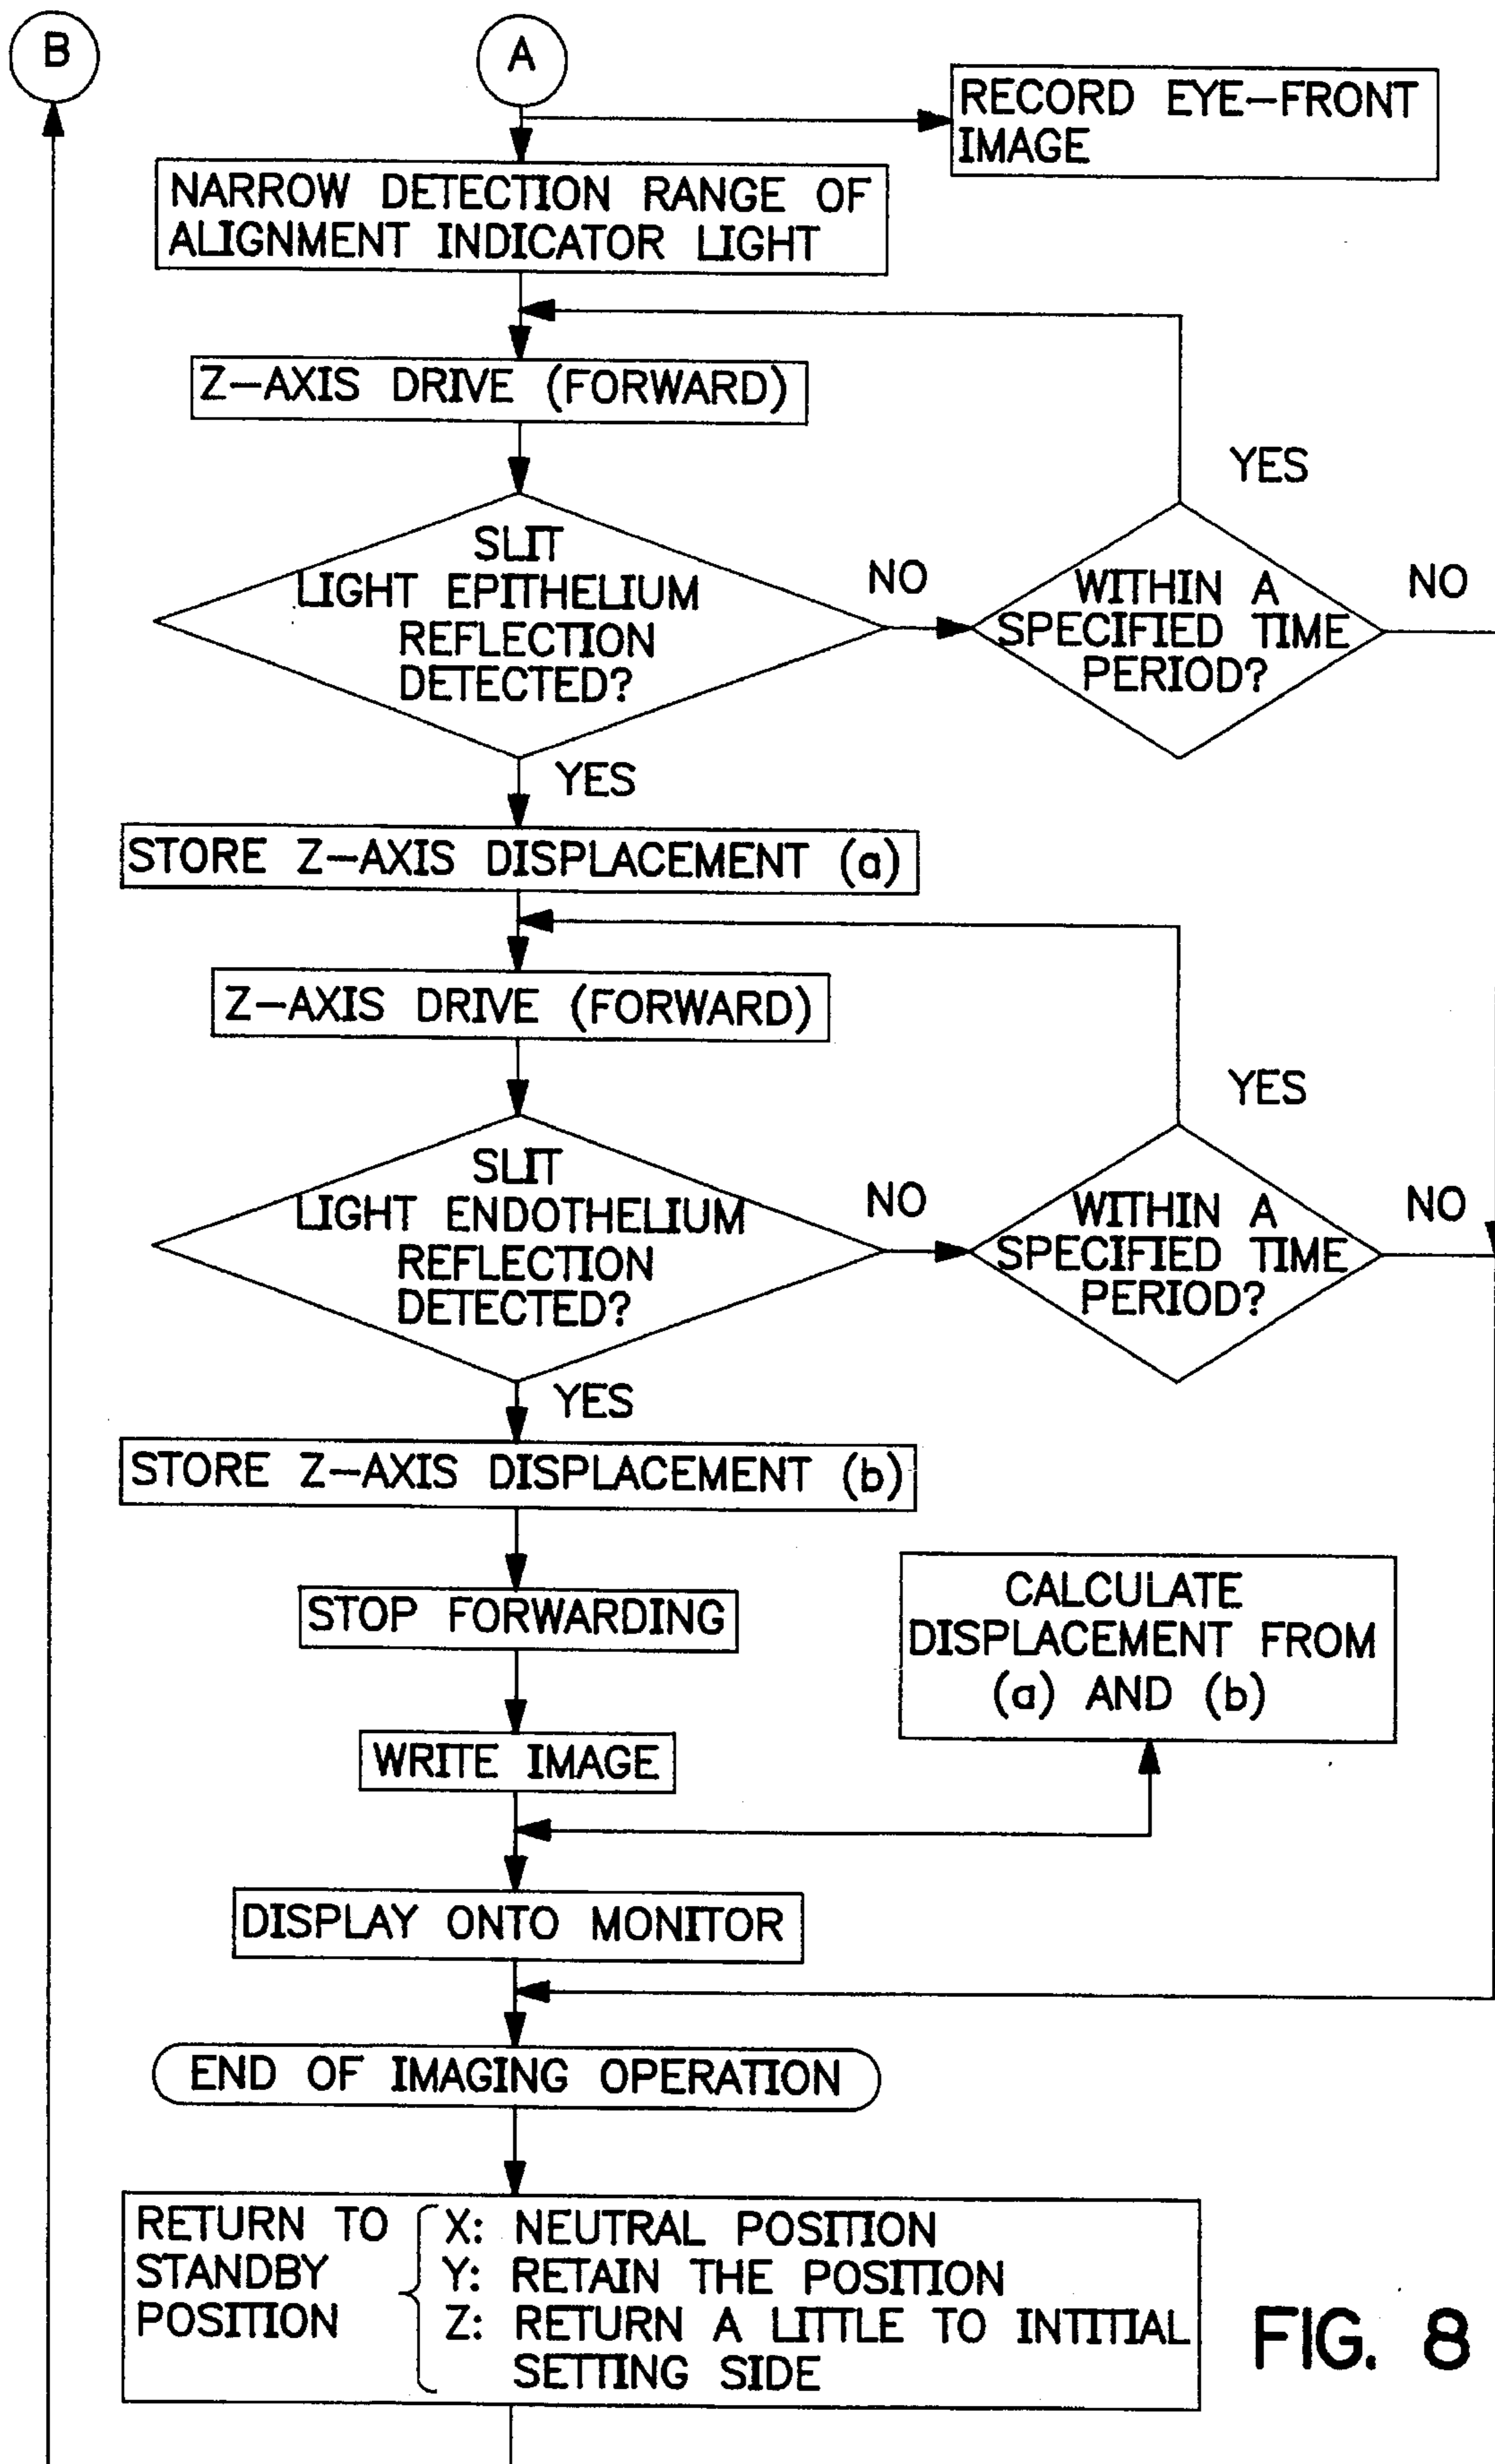 B
A
RECORD EYE-FRONT
IMAGE
NARROW DETECTION RANGE OF
ALIGNMENT INDICATOR LIGHT
Z-AXIS DRIVE (FORWARD)
YES
SLIT
LIGHT EPITHELIUM
REFLECTION
DETECTED?
NO
WITHIN A
SPECIFIED TIME
PERIOD?
NO
YES
STORE Z-AXIS DISPLACEMENT (a)
Z-AXIS DRIVE (FORWARD)
YES
SLIT
LIGHT ENDOTHELIUM
REFLECTION
DETECTED?
NO
WITHIN A
SPECIFIED TIME
PERIOD?
NO
YES
STORE Z-AXIS DISPLACEMENT (b)
STOP FORWARDING
CALCULATE
DISPLACEMENT FROM
(a) AND (b)
WRITE IMAGE
DISPLAY ONTO MONITOR
END OF IMAGING OPERATION
RETURN TO
STANDBY
POSITION
X: NEUTRAL POSITION
Y: RETAIN THE POSITION
Z: RETURN A LITTLE TO INTITIAL
SETTING SIDE
FIG. 8